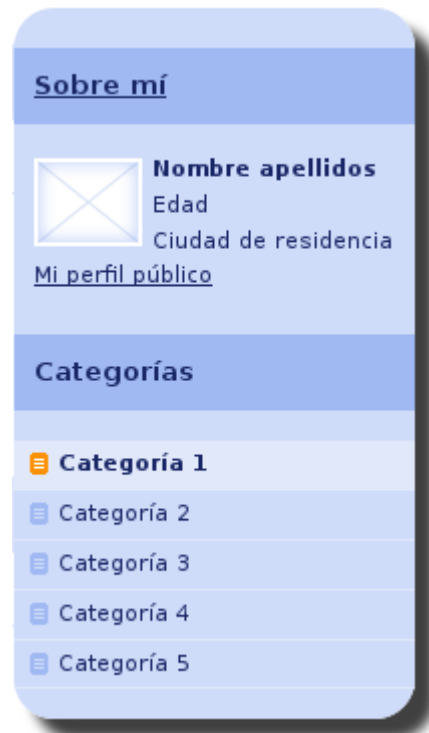 Sobre mí
Nombre apellidos
Edad
Ciudad de residencia
Mi perfil público
Categorías
Categoría 1
Categoría 2
Categoría 3
Categoría 4
Categoría 5